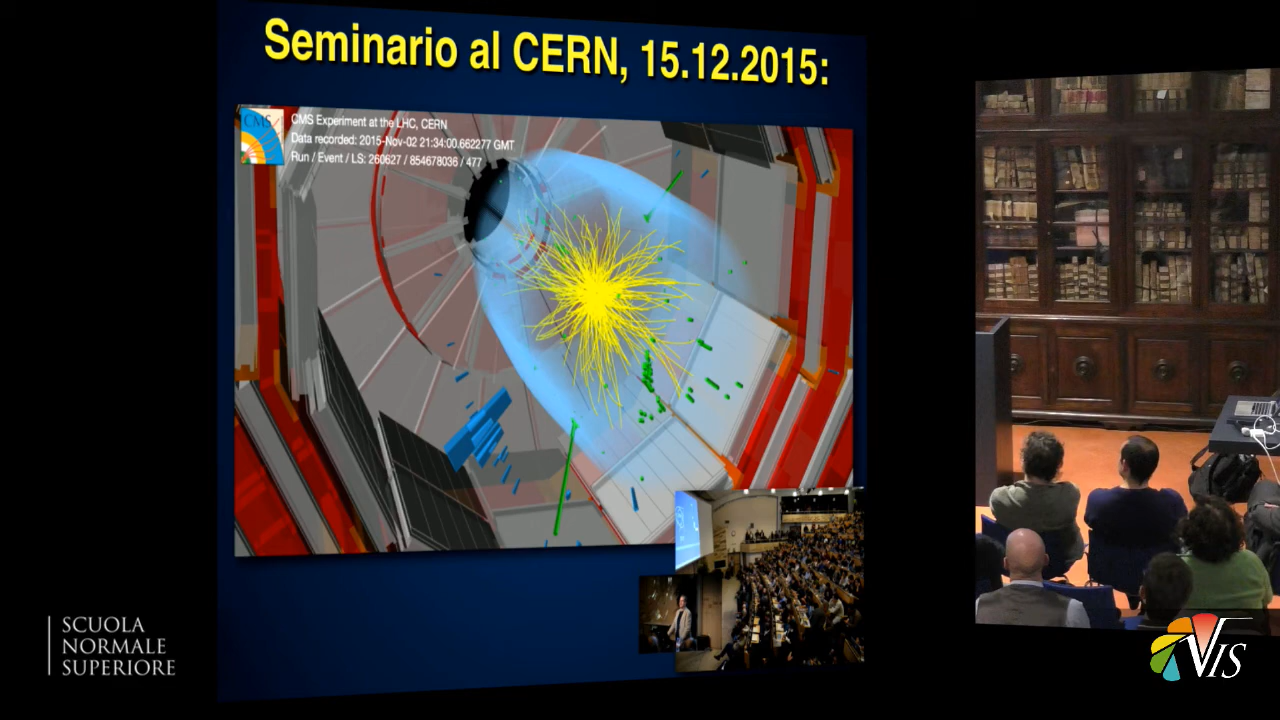 Seminario al CERN, 15.12.2015:
CMS
CMS Experiment at the LHC, CERN
Data recorded: 2015-Nov-02 21:34:00.662277 GMT
Run / Event / LS: 260627 / 854678036 / 477
SCUOLA
NORMALE
SUPERIORE
VIS